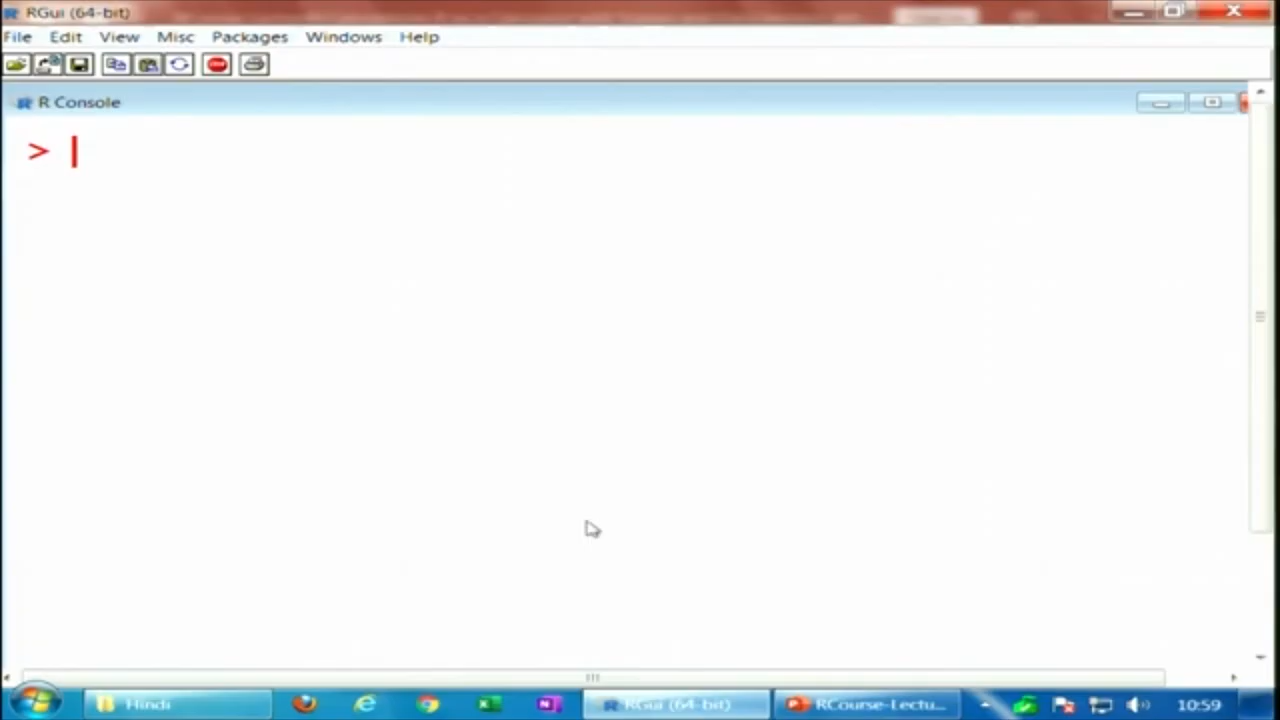 RGui (64-bit)
File Edit View Misc Packages Windows Help
STOP
R Console
>
Hindi RGui (64-bit) RCourse-Lectu... 10:59